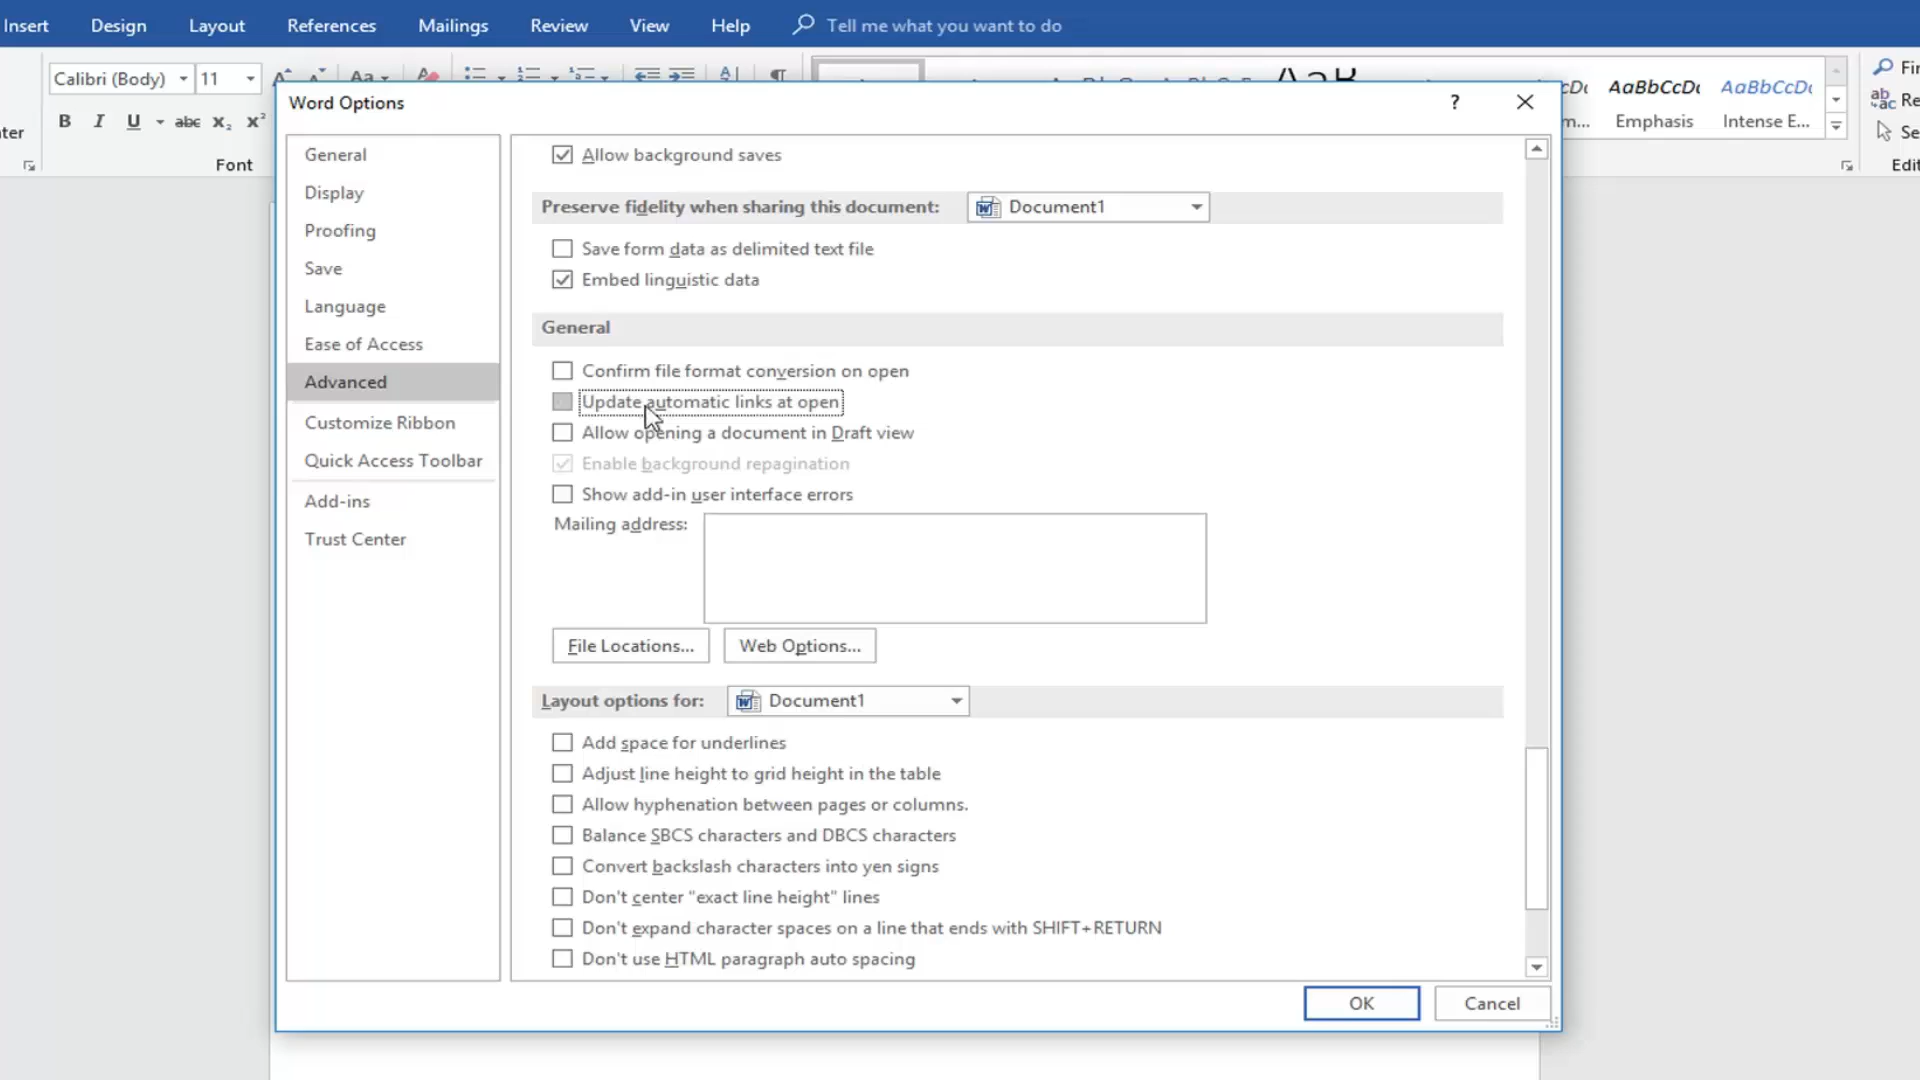 Insert Design Layout References Mailings Review View Help Tell me what you want to do
Calibri (Body) 11 Aa
B I U abc x₂ x²
Font
AaBbCcDc AaBbCcDc
Emphasis Intense E...
Word Options ?
General
Display
Proofing
Save
Language
Ease of Access
Advanced
Customize Ribbon
Quick Access Toolbar
Add-ins
Trust Center
Allow background saves
Preserve fidelity when sharing this document: Document1
Save form data as delimited text file
Embed linguistic data
General
Confirm file format conversion on open
Update automatic links at open
Allow opening a document in Draft view
Enable background repagination
Show add-in user interface errors
Mailing address:
File Locations... Web Options...
Layout options for: Document1
Add space for underlines
Adjust line height to grid height in the table
Allow hyphenation between pages or columns.
Balance SBCS characters and DBCS characters
Convert backslash characters into yen signs
Don't center "exact line height" lines
Don't expand character spaces on a line that ends with SHIFT+RETURN
Don't use HTML paragraph auto spacing
OK Cancel